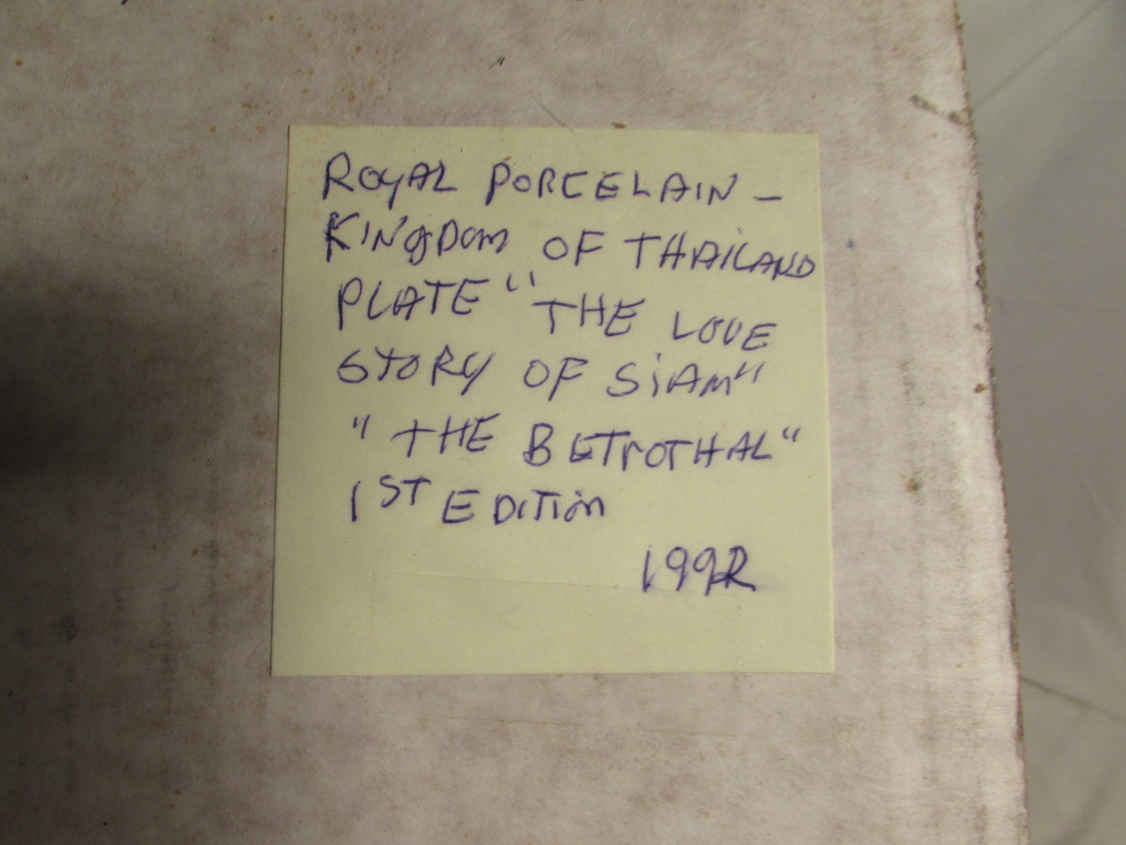 ROYAL PORCELAIN -
KINGDOM OF THAILAND
PLATE "THE LOVE
STORY OF SIAM"
"THE BETROTHAL"
1ST EDITION
1992